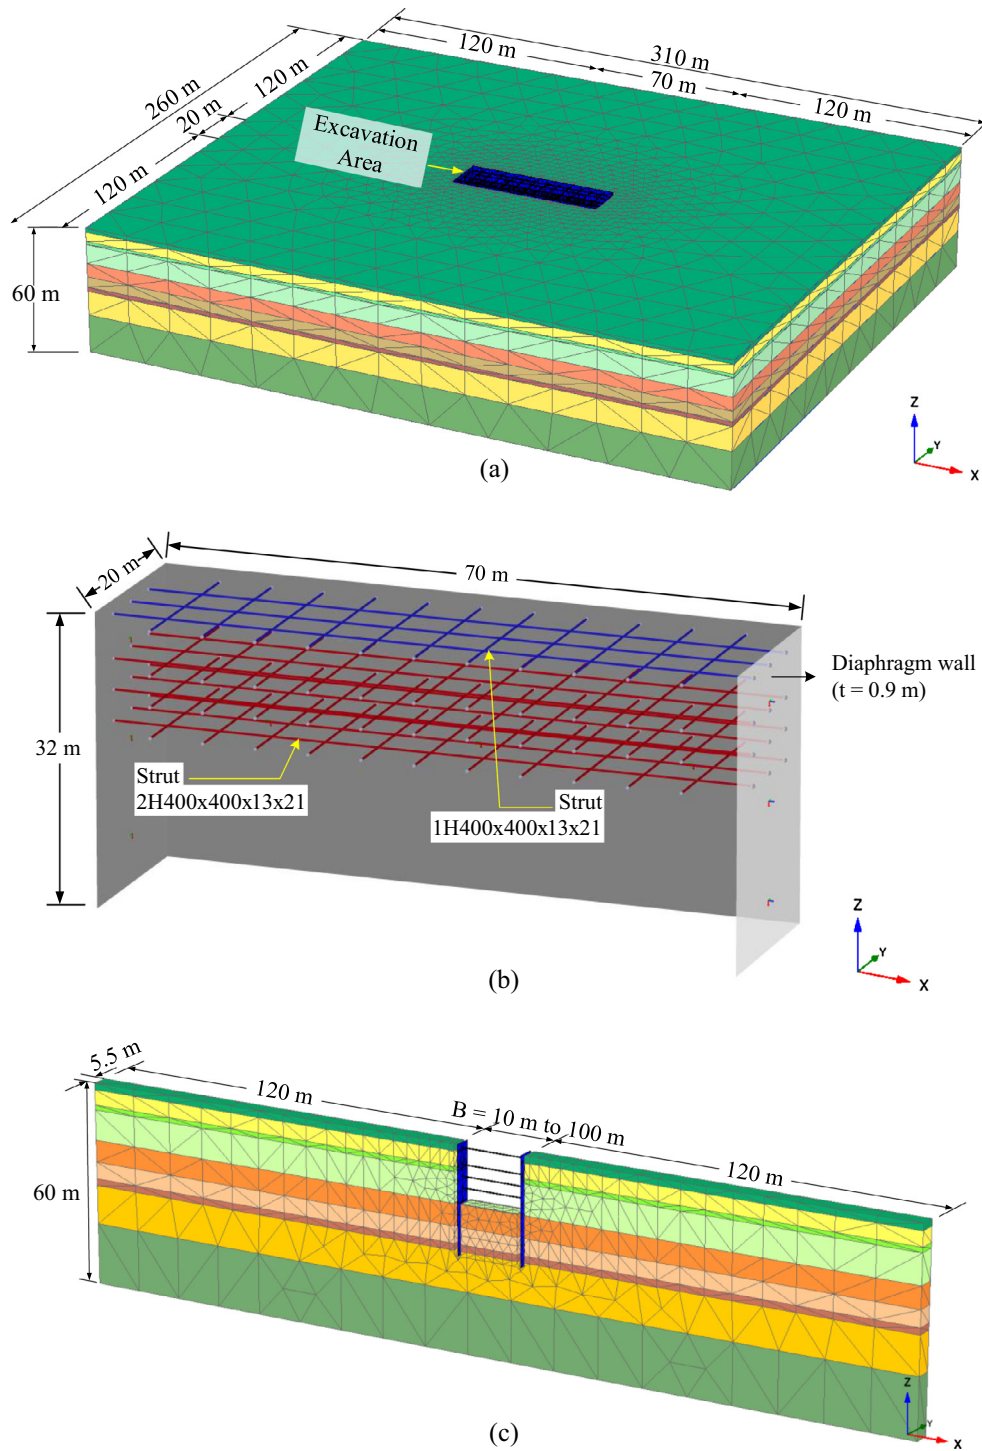 310 m
120 m
70 m
120 m
260 m
120 m
20 m
120 m
Excavation
Area
60 m
Z
Y
X
(a)
20 m
70 m
Diaphragm wall
(t = 0.9 m)
32 m
Strut
2H400x400x13x21
Strut
1H400x400x13x21
Z
Y
X
(b)
5.5 m
120 m
B = 10 m to 100 m
120 m
60 m
Z
Y
X
(c)